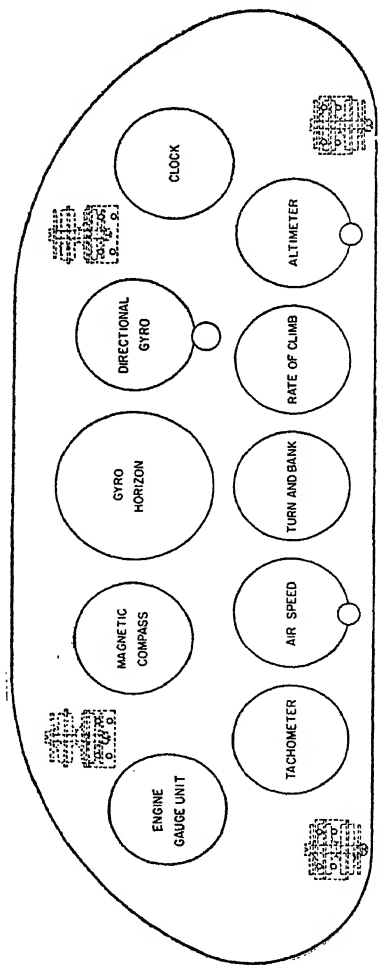 ENGINE
GAUGE UNIT
MAGNETIC
COMPASS
GYRO
HORIZON
DIRECTIONAL
GYRO
CLOCK
TACHOMETER
AIR SPEED
TURN AND BANK
RATE OF CLIMB
ALTIMETER